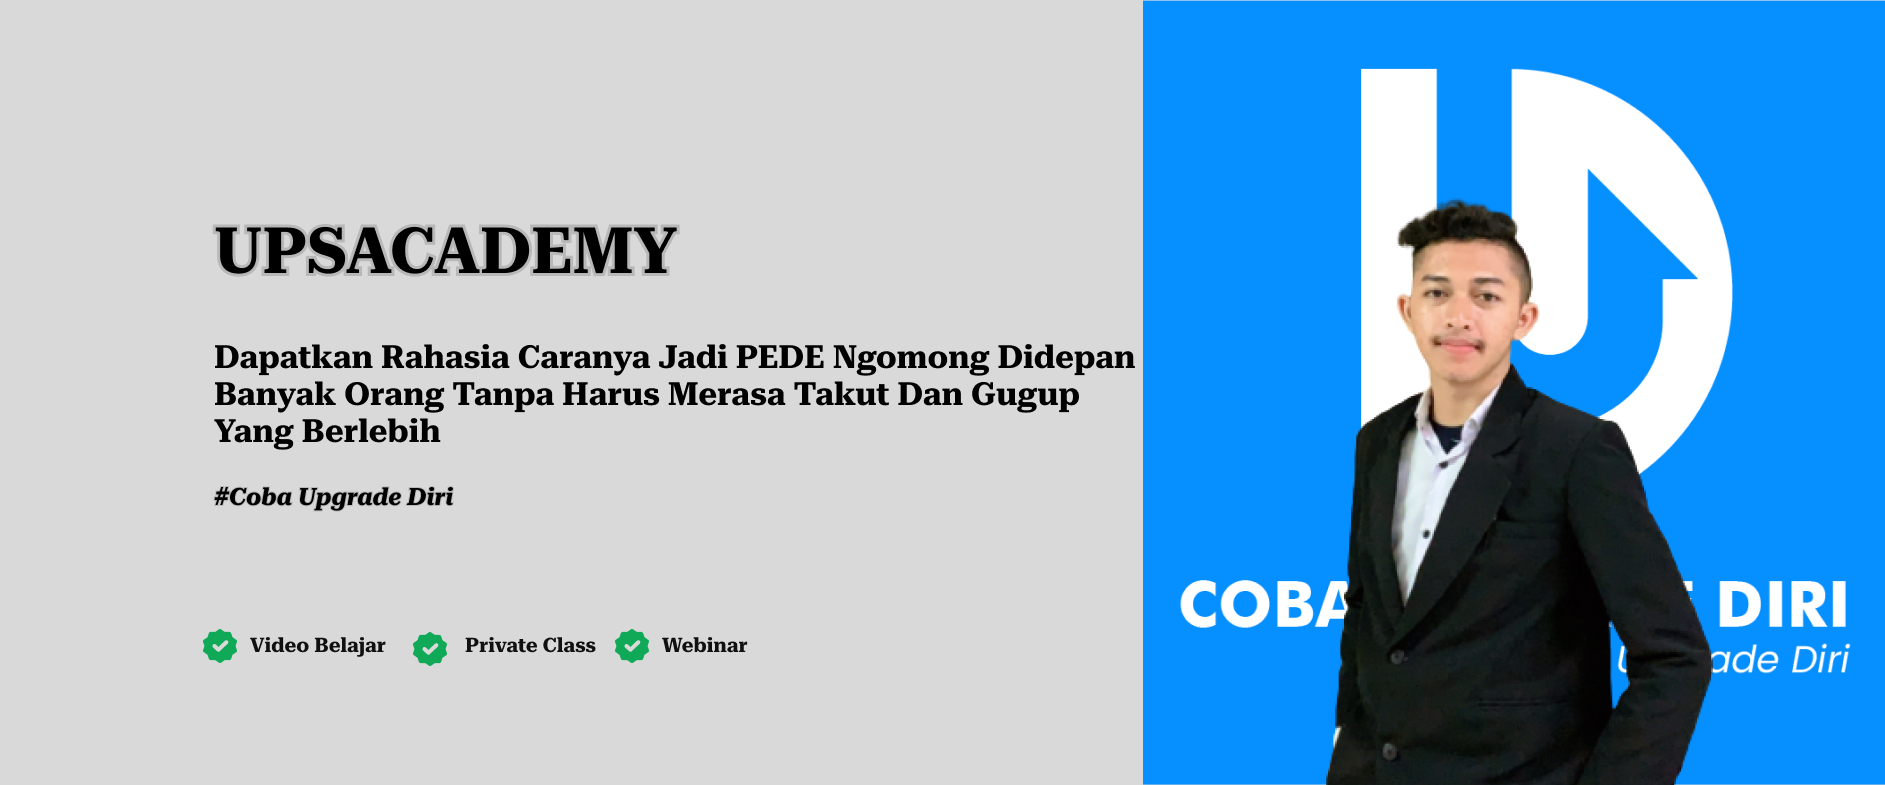 UPSACADEMY
Dapatkan Rahasia Caranya Jadi PEDE Ngomong Didepan
Banyak Orang Tanpa Harus Merasa Takut Dan Gugup
Yang Berlebih
#Coba Upgrade Diri
Video Belajar
Private Class
Webinar
COBA DIRI
Diri